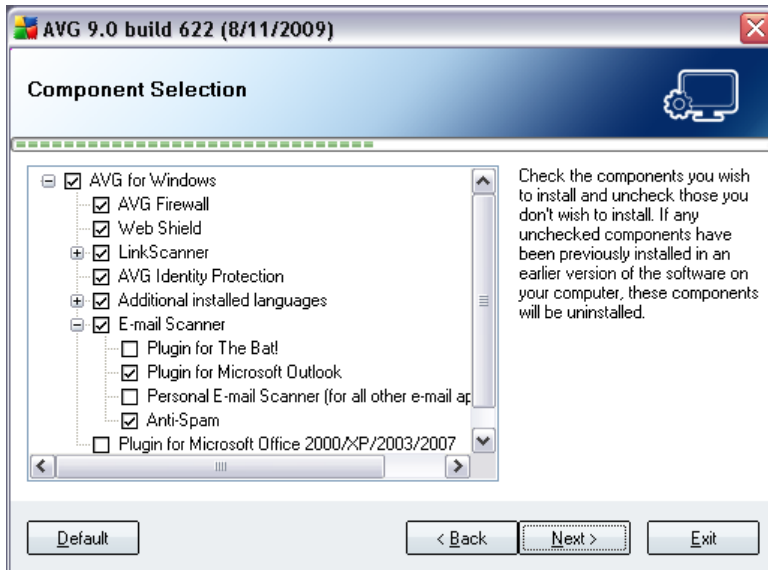 AVG 9.0 build 622 (8/11/2009)
Component Selection
AVG for Windows
AVG Firewall
Web Shield
LinkScanner
AVG Identity Protection
Additional installed languages
E-mail Scanner
Plugin for The Bat!
Plugin for Microsoft Outlook
Personal E-mail Scanner (for all other e-mail ap
Anti-Spam
Plugin for Microsoft Office 2000/XP/2003/2007
Check the components you wish
to install and uncheck those you
don't wish to install. If any
unchecked components have
been previously installed in an
earlier version of the software on
your computer, these components
will be uninstalled.
Default
< Back
Next >
Exit